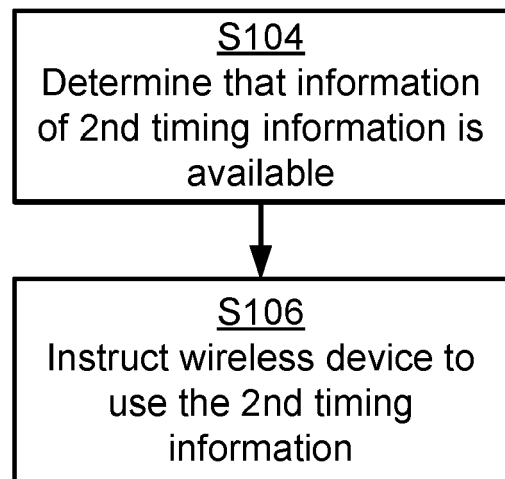 S104
Determine that information
of 2nd timing information is
available
S106
Instruct wireless device to
use the 2nd timing
information